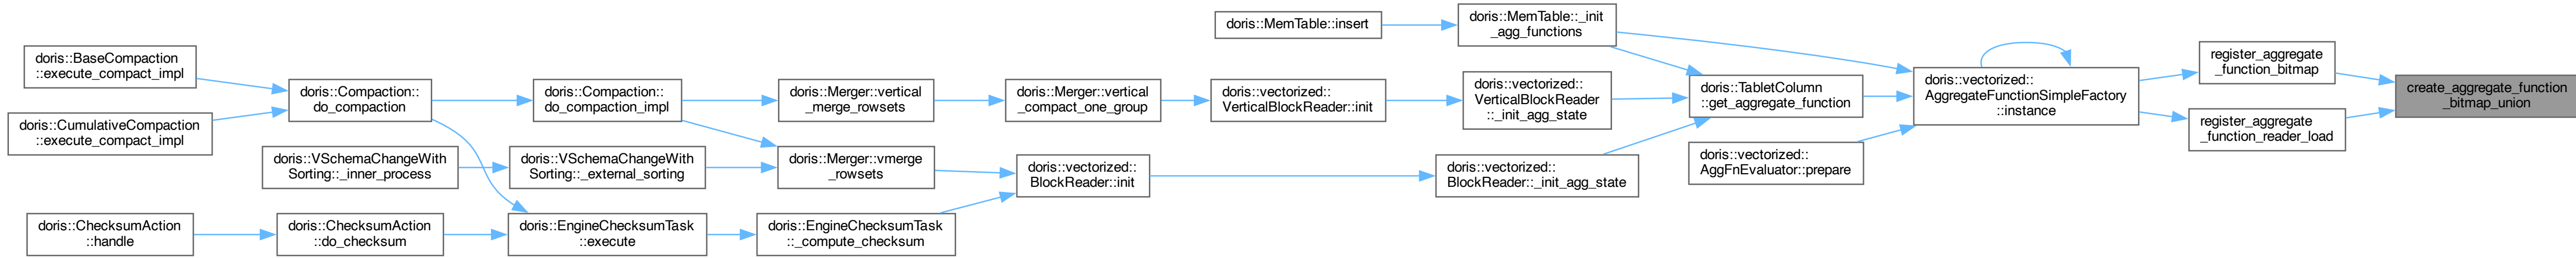 doris::BaseCompaction
::execute_compact_impl
doris::CumulativeCompaction
::execute_compact_impl
doris::Compaction::
do_compaction
doris::VSchemaChangeWith
Sorting::_inner_process
doris::ChecksumAction
::handle
doris::ChecksumAction
::do_checksum
doris::Compaction::
do_compaction_impl
doris::VSchemaChangeWith
Sorting::_external_sorting
doris::EngineChecksumTask
::execute
doris::Merger::vertical
_merge_rowsets
doris::Merger::vmerge
_rowsets
doris::EngineChecksumTask
::_compute_checksum
doris::Merger::vertical
_compact_one_group
doris::vectorized::
BlockReader::init
doris::MemTable::insert
doris::vectorized::
VerticalBlockReader::init
doris::MemTable::_init
_agg_functions
doris::vectorized::
VerticalBlockReader
::_init_agg_state
doris::vectorized::
BlockReader::_init_agg_state
doris::TabletColumn
::get_aggregate_function
doris::vectorized::
AggFnEvaluator::prepare
doris::vectorized::
AggregateFunctionSimpleFactory
::instance
register_aggregate
_function_bitmap
register_aggregate
_function_reader_load
create_aggregate_function
_bitmap_union